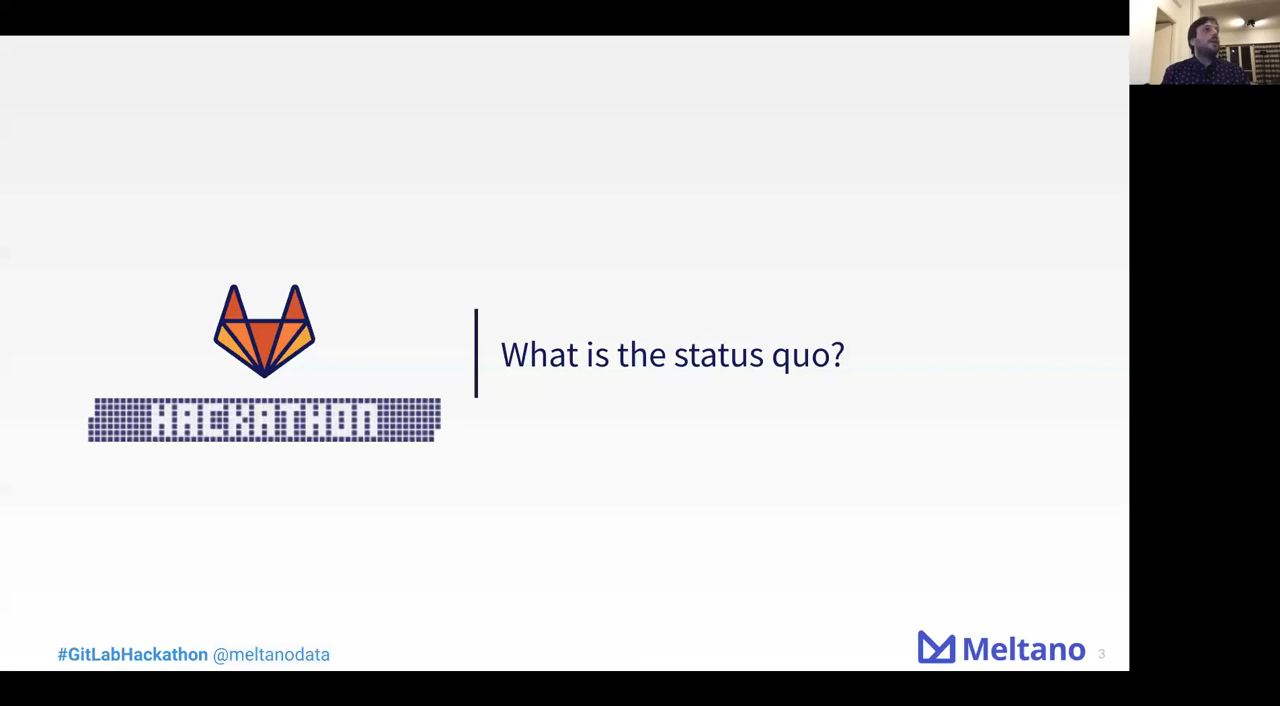 What is the status quo?
HACKATHON
#GitLabHackathon @meltanodata
Meltano
3